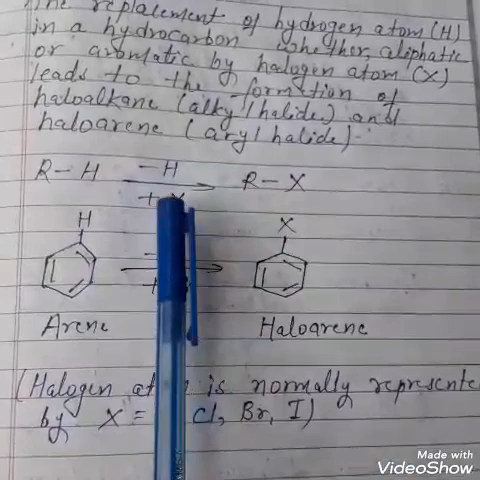 The replacement of hydrogen atom (H)
in a hydrocarbon whether, aliphatic
or aromatic by halogen atom (X)
leads to the formation of
haloalkane (alkyl halide) and
haloarene (aryl halide).
R - H -H + R - X
H X
- +
Arene Haloarene
(Halogen is normally represente
by X = Cl, Br, I)
Made with
VideoShow